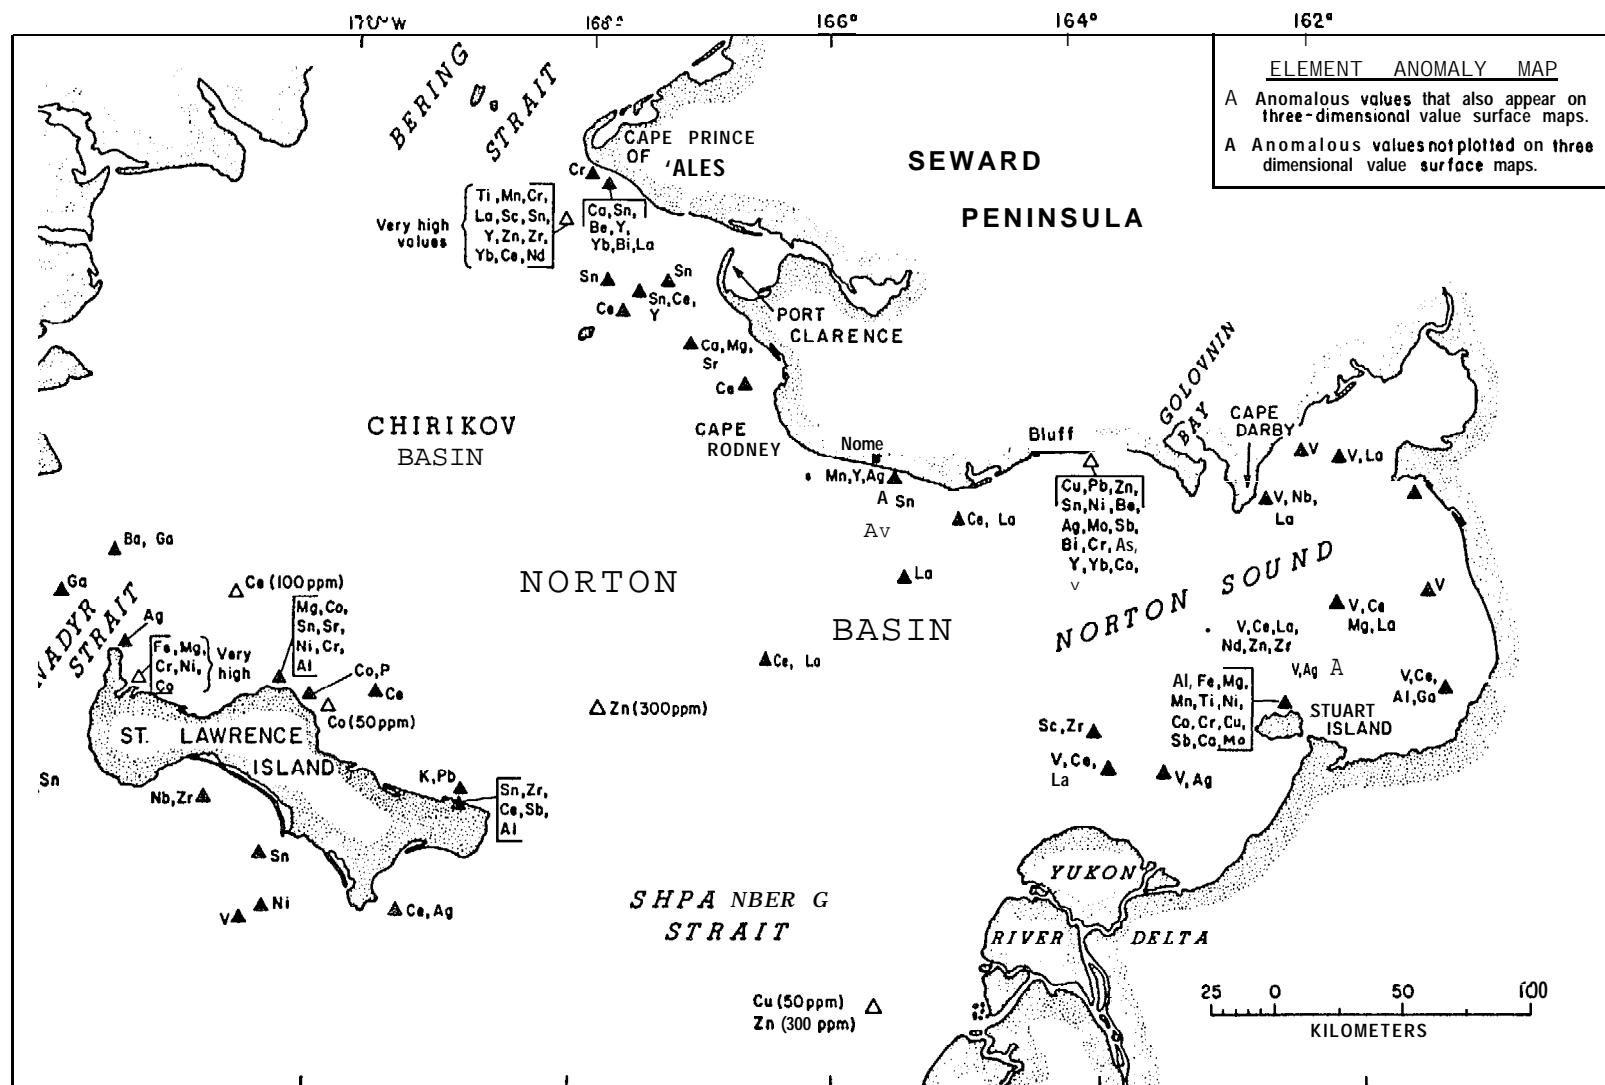 170° W 168° 166° 164° 162°
ELEMENT ANOMALY MAP
A Anomalous values that also appear on
three-dimensional value surface maps.
A Anomalous values not plotted on three
dimensional value surface maps.
BERING
STRAIT
CAPE PRINCE
OF
'ALES
SEWARD
PENINSULA
Cr
Very high
values
Ti,Mn,Cr,
La,Sc,Sn,
Y,Zn,Zr,
Yb,Ce,Nd
Ca,Sn,
Be,Y,
Yb,Bi,La
Sn
Sn
Sn,Ce,
Y
Ce
PORT
CLARENCE
Ca,Mg,
Sr
Ce
CHIRIKOV
BASIN
CAPE
RODNEY
Nome
Mn,Y,Ag
A Sn
Av
Bluff
GOLOVNIN
BAY
CAPE
DARBY
V
V,La
V,Nb,
La
Ce, La
Cu,Pb,Zn,
Sn,Ni,Be,
Ag,Mo,Sb,
Bi,Cr,As,
Y,Yb,Co,
v
Ba, Ga
Ga
NADYR
STRAIT
Ag
Ce (100 ppm)
Mg,Co,
Sn,Sr,
Ni,Cr,
Al
Fe,Mg,
Cr,Ni,
Co
Very
high
Co,P
Ce
Co (50 ppm)
NORTON
BASIN
La
Ce, La
Zn (300ppm)
NORTON SOUND
V
V,Ce
Mg,La
V,Ce,La,
Nd,Zn,Zr
V,Ag A
V,Ce,
Al,Ga
Al,Fe,Mg,
Mn,Ti,Ni,
Co,Cr,Cu,
Sb,Ca,Mo
STUART
ISLAND
Sc,Zr
V,Ce,
La
V,Ag
ST. LAWRENCE
ISLAND
Sn
Nb,Zr
K,Pb
Sn,Zr,
Ce,Sb,
Al
Sn
Ni
V
Ce,Ag
SHPA NBER G
STRAIT
YUKON
RIVER DELTA
Cu (50 ppm)
Zn (300 ppm)
25 0 50 100
KILOMETERS